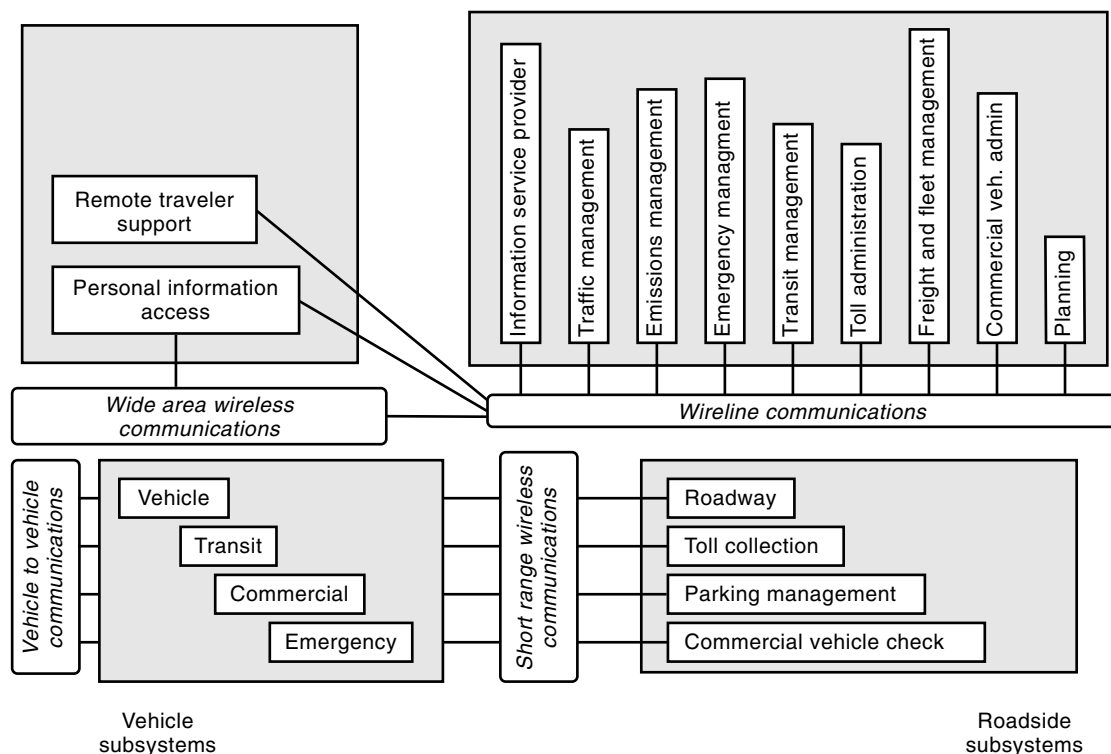 Remote traveler
support
Personal information
access
Information service provider
Traffic management
Emissions management
Emergency managment
Transit management
Toll administration
Freight and fleet management
Commercial veh. admin
Planning
Wide area wireless
communications
Wireline communications
Vehicle to vehicle
communications
Vehicle
Transit
Commercial
Emergency
Short range wireless
communications
Roadway
Toll collection
Parking management
Commercial vehicle check
Vehicle
subsystems
Roadside
subsystems